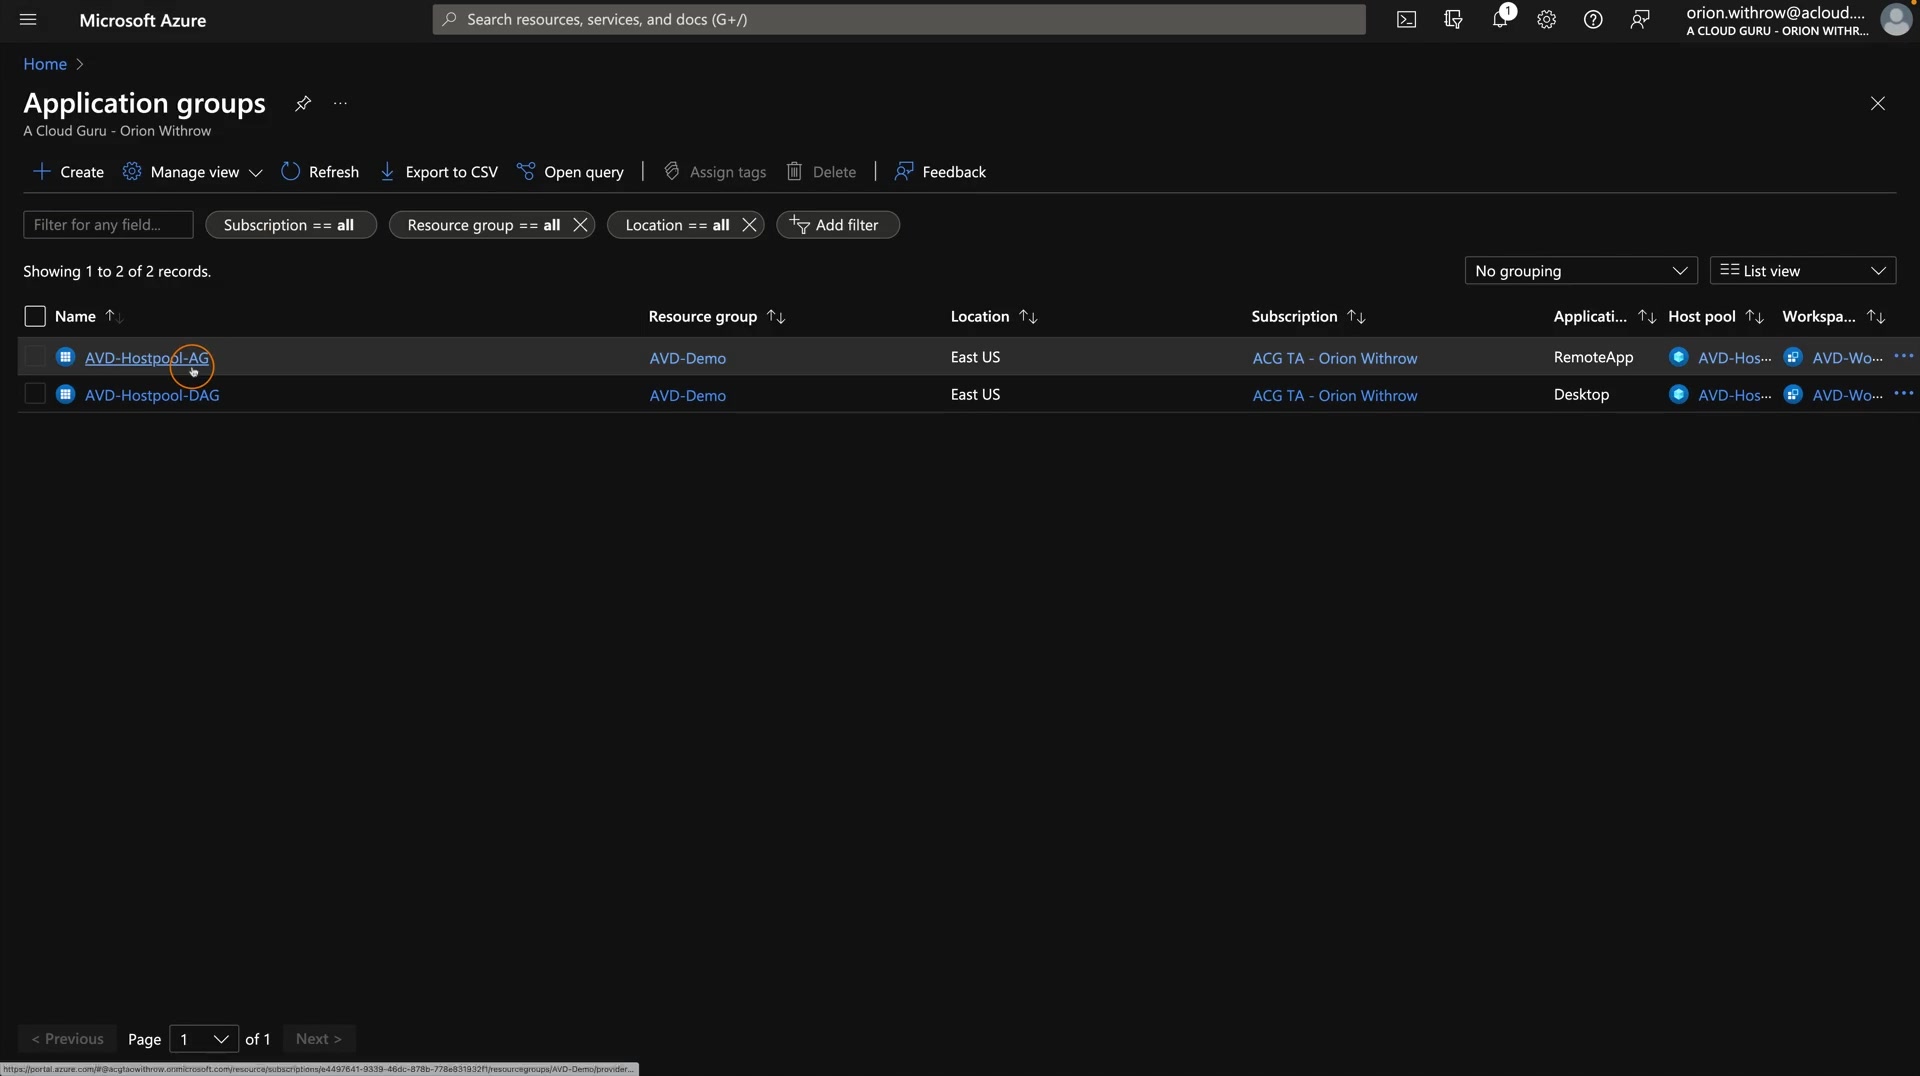 Microsoft Azure
Search resources, services, and docs (G+/)
1
orion.withrow@acloud....
A CLOUD GURU - ORION WITHR...
Home >
Application groups
...
A Cloud Guru - Orion Withrow
Create Manage view Refresh Export to CSV Open query | Assign tags Delete | Feedback
Filter for any field... Subscription == all Resource group == all Location == all Add filter
Showing 1 to 2 of 2 records.
No grouping List view
Name Resource group Location Subscription Applicati... Host pool Workspa...
AVD-Hostpool-AG AVD-Demo East US ACG TA - Orion Withrow RemoteApp AVD-Hos... AVD-Wo... ...
AVD-Hostpool-DAG AVD-Demo East US ACG TA - Orion Withrow Desktop AVD-Hos... AVD-Wo... ...
< Previous Page 1 of 1 Next >
https://portal.azure.com/#@acgtaowithrow.onmicrosoft.com/resource/subscriptions/e4497641-9339-46dc-878b-778e831932f1/resourcegroups/AVD-Demo/provider...